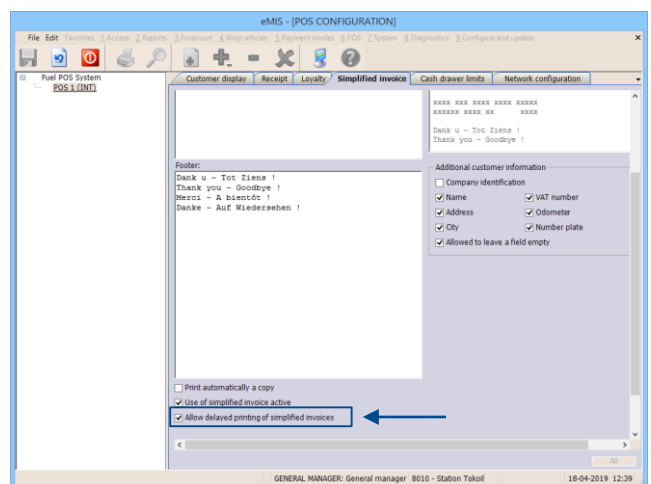 eMIS - [POS CONFIGURATION]
File Edit Favorites 1 Access 2 Reports 3 Forecourt 4 Shop articles 5 Payment modes 6 POS 7 System 8 Diagnostics 9 Configure and update
Fuel POS System
POS 1 (INT)
Customer display Receipt Loyalty Simplified invoice Cash drawer limits Network configuration
xxxx xxx xxxx xxxx xxxxx
xxxxxx xxxx xx xxxx
Dank u - Tot Ziens !
Thank you - Goodbye !
Footer:
Dank u - Tot Ziens !
Thank you - Goodbye !
Merci - A bientôt !
Danke - Auf Wiedersehen !
Additional customer information
Company identification
Name VAT number
Address Odometer
City Number plate
Allowed to leave a field empty
Print automatically a copy
Use of simplified invoice active
Allow delayed printing of simplified invoices
All
GENERAL MANAGER: General manager 8010 - Station Tokoil 18-04-2019 12:39